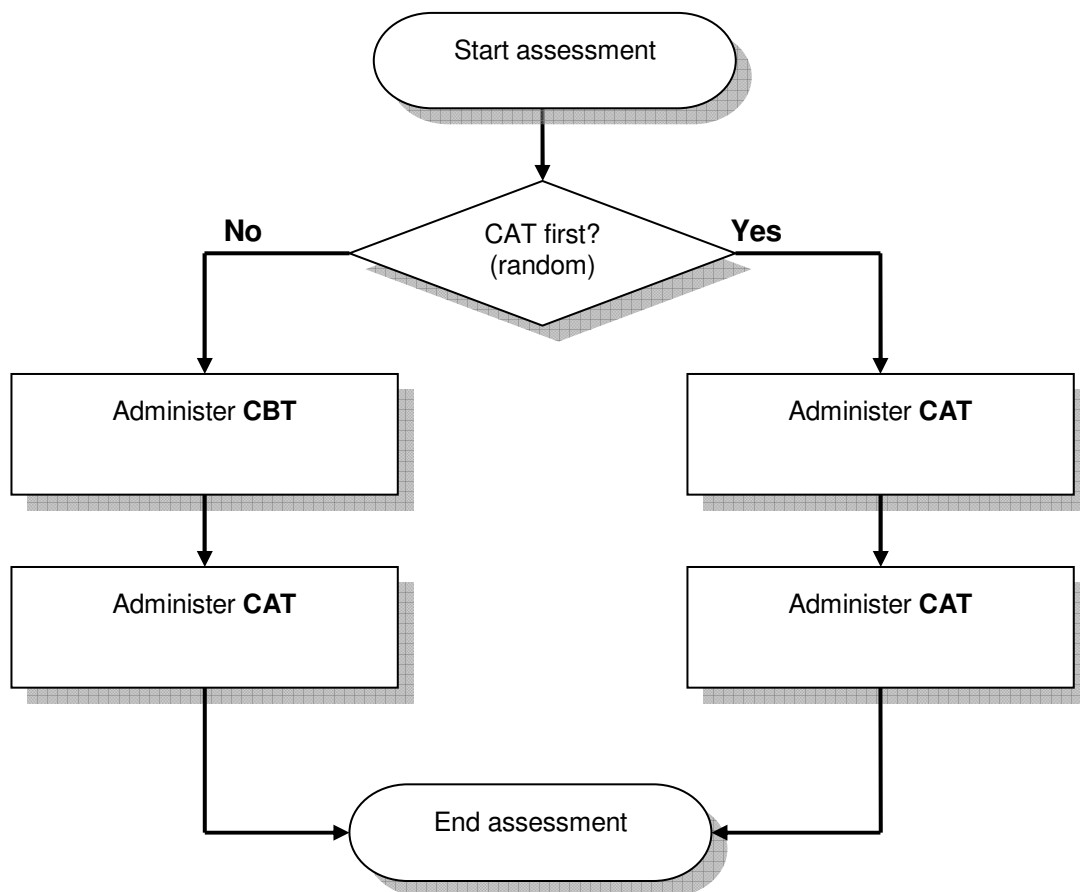 Start assessment
CAT first?
(random)
No
Yes
Administer CBT
Administer CAT
Administer CAT
Administer CAT
End assessment